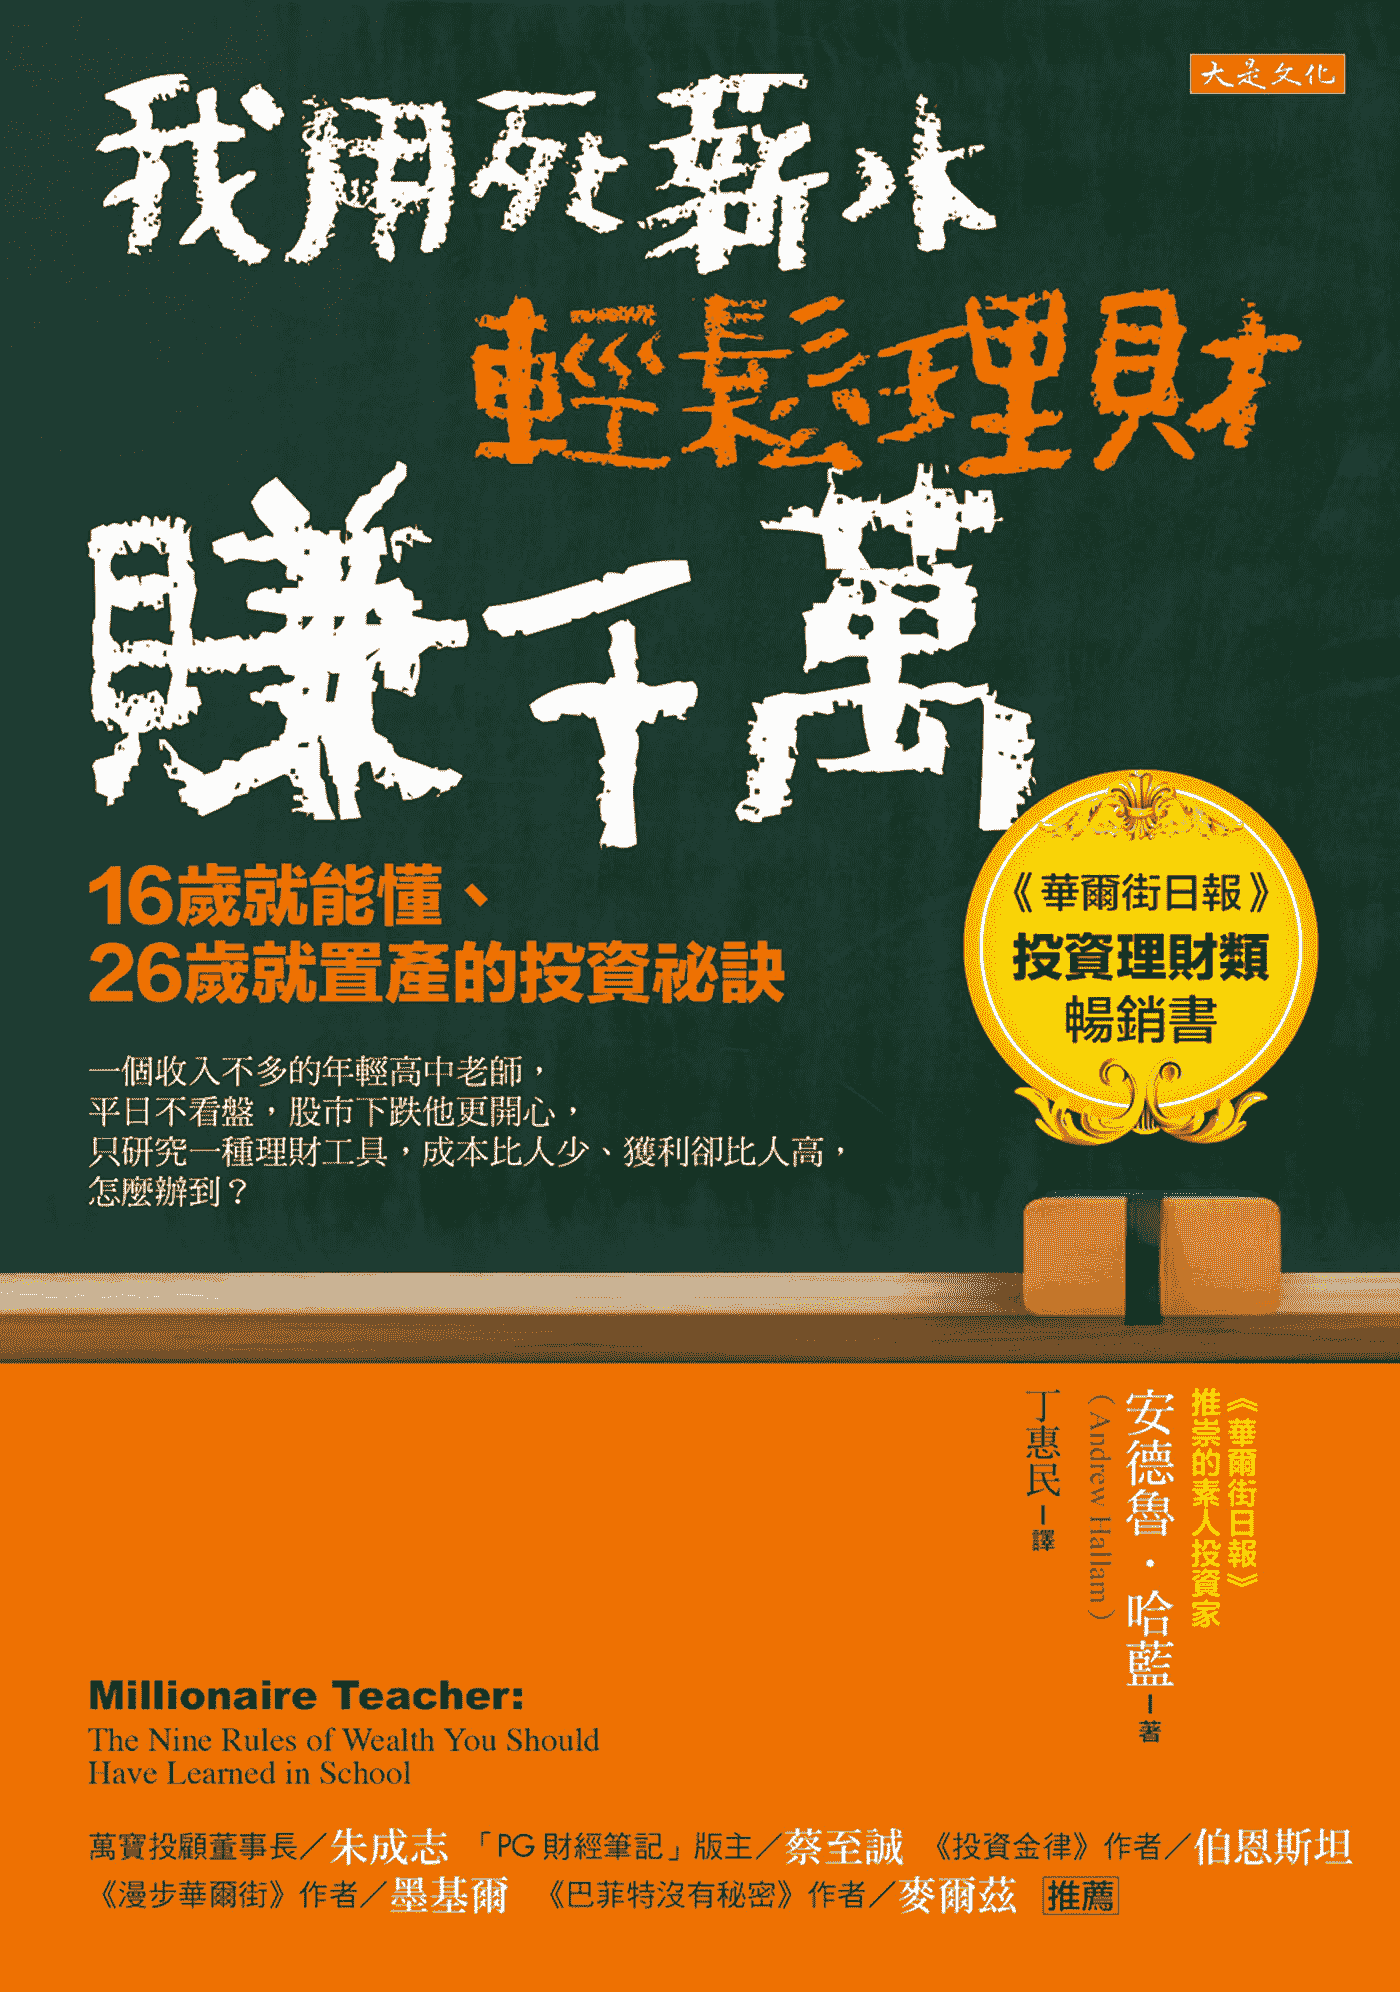 大是文化
我用死薪水
輕鬆理財
賺千萬
16歲就能懂、
26歲就置產的投資祕訣
《華爾街日報》
投資理財類
暢銷書
一個收入不多的年輕高中老師，
平日不看盤，股市下跌他更開心，
只研究一種理財工具，成本比人少、獲利卻比人高，
怎麼辦到？
《華爾街日報》
推崇的素人投資家
安德魯・哈藍—著
（Andrew Hallam）
丁惠民—譯
Millionaire Teacher:
The Nine Rules of Wealth You Should
Have Learned in School
萬寶投顧董事長／朱成志 「PG 財經筆記」版主／蔡至誠 《投資金律》作者／伯恩斯坦
《漫步華爾街》作者／墨基爾 《巴菲特沒有秘密》作者／麥爾茲 推薦